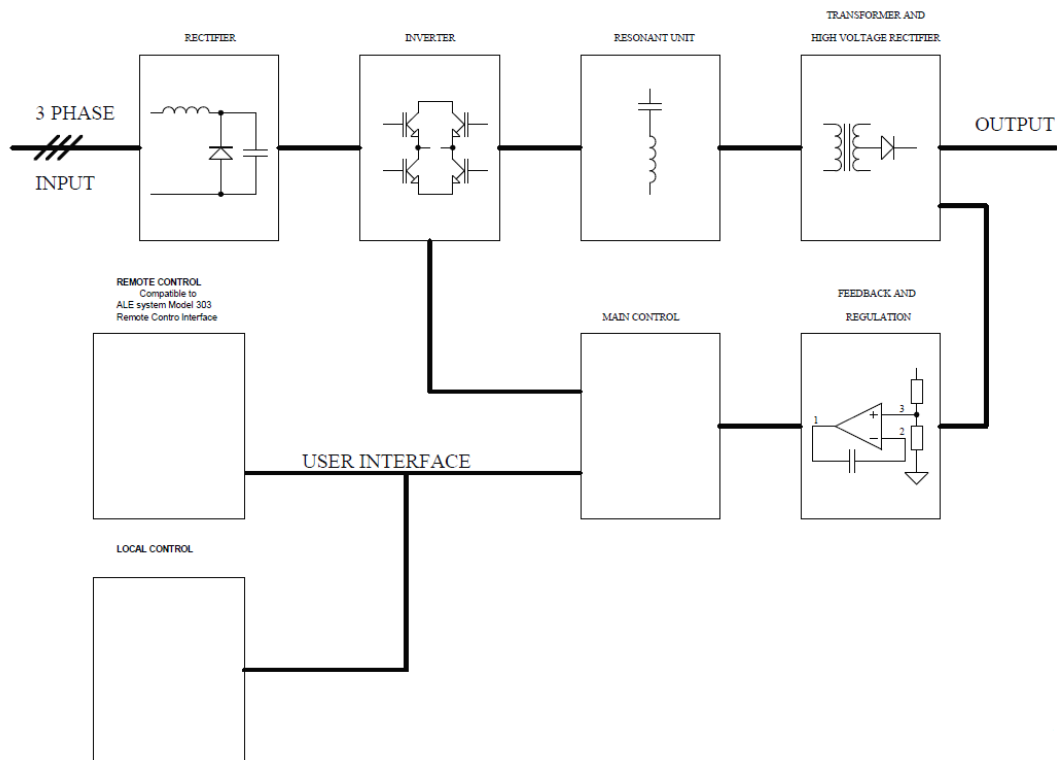 RECTIFIER
INVERTER
RESONANT UNIT
TRANSFORMER AND
HIGH VOLTAGE RECTIFIER
3 PHASE
INPUT
OUTPUT
REMOTE CONTROL
Compatible to
ALE system Model 303
Remote Contro Interface
MAIN CONTROL
FEEDBACK AND
REGULATION
1
3
2
+
−
USER INTERFACE
LOCAL CONTROL